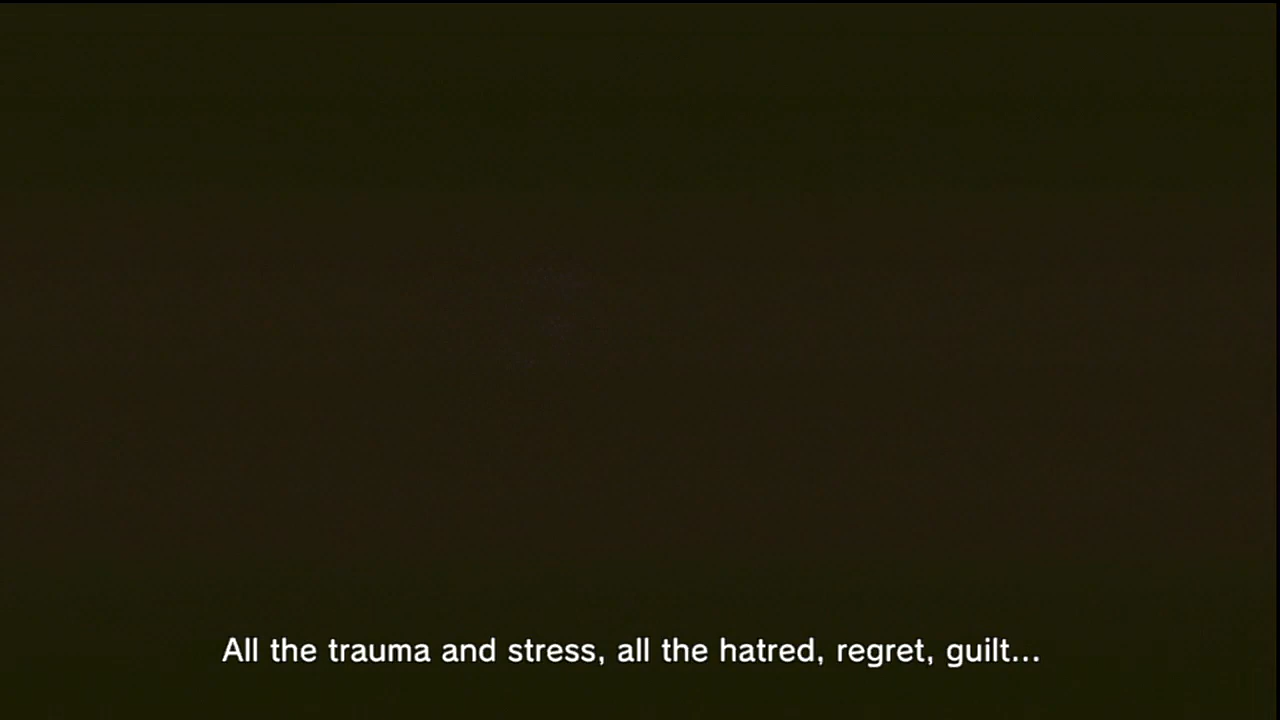 All the trauma and stress, all the hatred, regret, guilt...